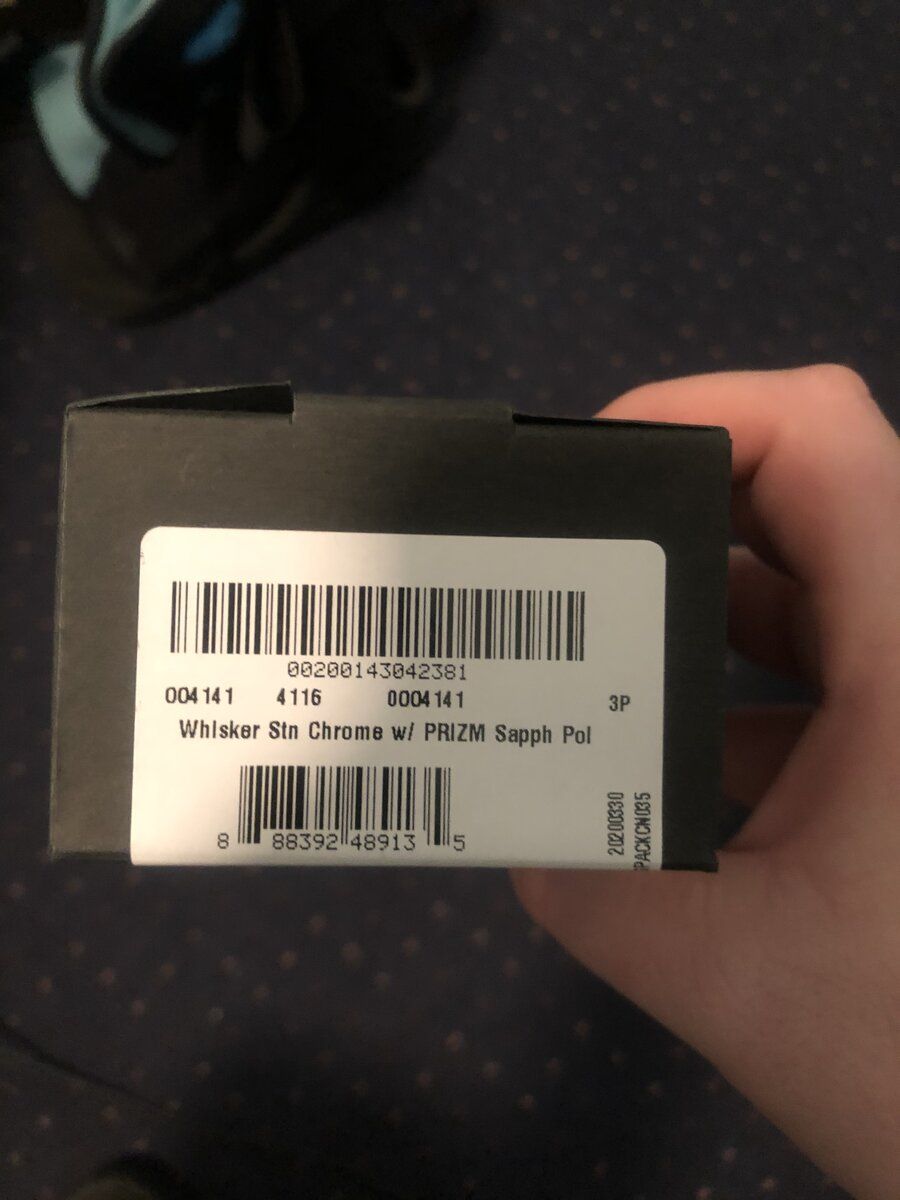 00200143042381
004141 4116 0004141 3P
Whisker Stn Chrome w/ PRIZM Sapph Pol
8 88392 48913 5
20200330
PACKCN035